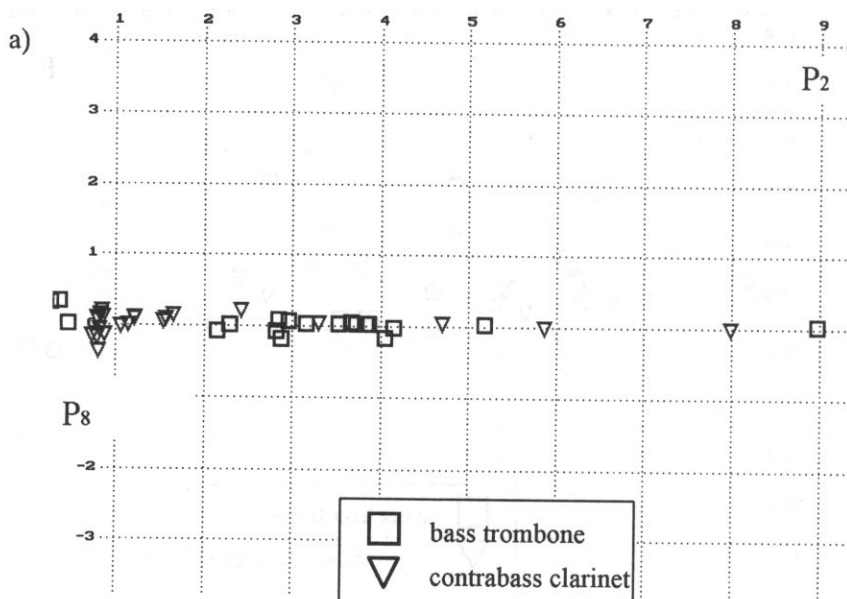 a)
1 2 3 4 5 6 7 8 9
4
P2
3
2
1
P8
-2
-3
bass trombone
contrabass clarinet